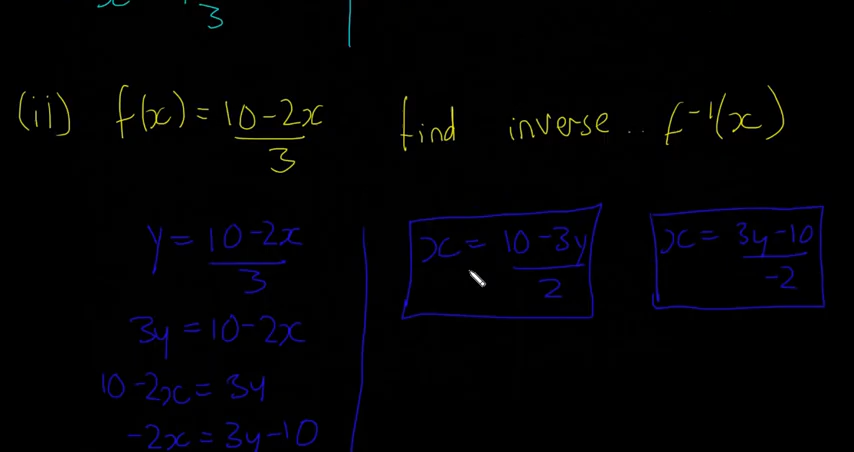 3
(ii) f(x) = 10 - 2x / 3 find inverse .. f⁻¹(x)
y = 10 - 2x / 3
3y = 10 - 2x
10 - 2x = 3y
-2x = 3y - 10
x = 10 - 3y / 2
x = 3y - 10 / -2